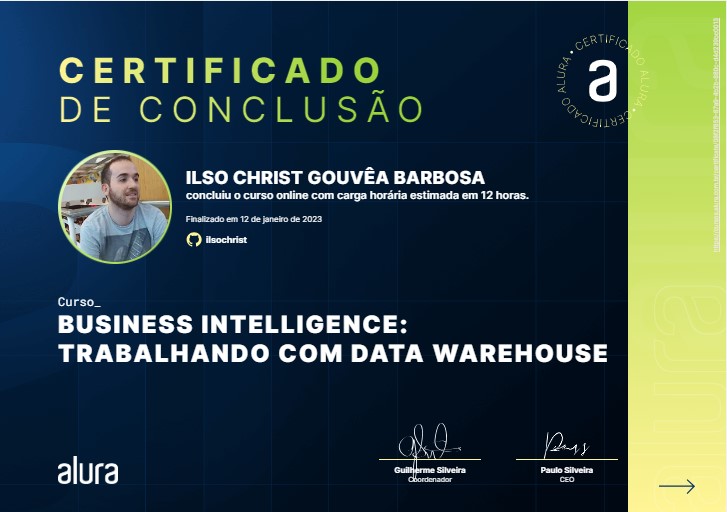 CERTIFICADO
DE CONCLUSÃO
CERTIFICADO ALURA • CERTIFICADO ALURA •
a
ILSO CHRIST GOUVÊA BARBOSA
concluiu o curso online com carga horária estimada em 12 horas.
Finalizado em 12 de janeiro de 2023
ilsochrist
Curso_
BUSINESS INTELLIGENCE:
TRABALHANDO COM DATA WAREHOUSE
alura
Guilherme Silveira
Coordenador
Paulo Silveira
CEO